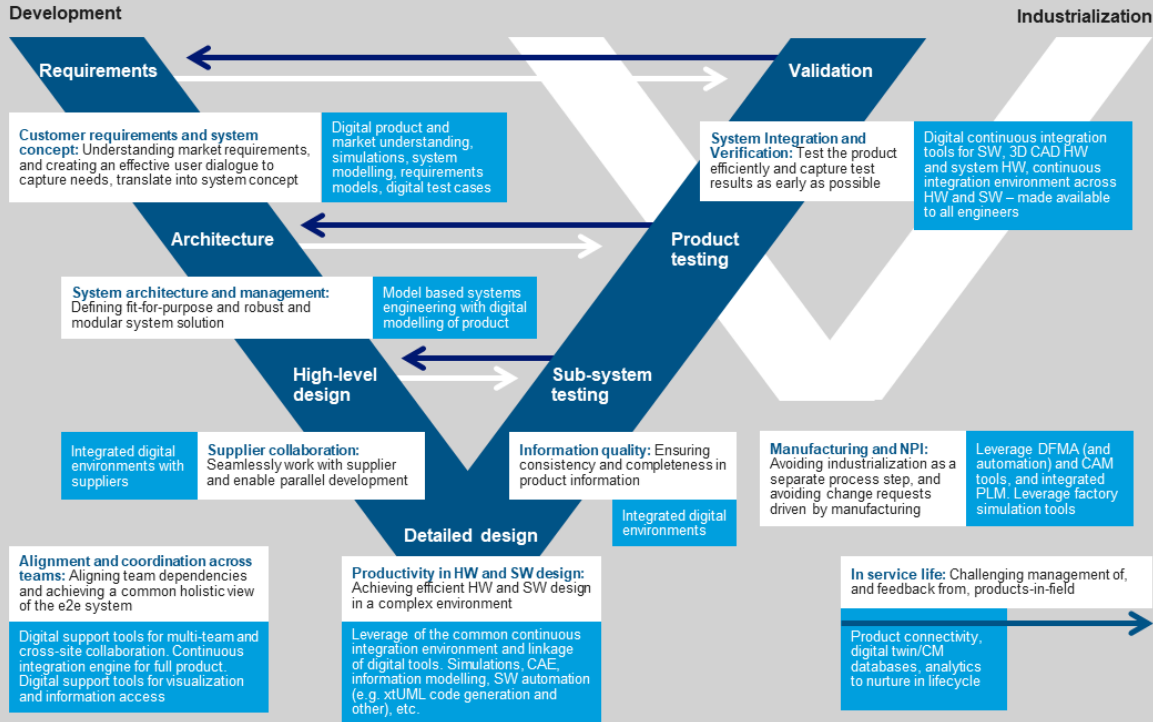 Development
Industrialization
Requirements
Validation
Customer requirements and system
concept: Understanding market requirements,
and creating an effective user dialogue to
capture needs, translate into system concept
Digital product and
market understanding,
simulations, system
modelling, requirements
models, digital test cases
System Integration and
Verification: Test the product
efficiently and capture test
results as early as possible
Digital continuous integration
tools for SW, 3D CAD HW
and system HW, continuous
integration environment across
HW and SW – made available
to all engineers
Architecture
Product
testing
System architecture and management:
Defining fit-for-purpose and robust and
modular system solution
Model based systems
engineering with digital
modelling of product
High-level
design
Sub-system
testing
Integrated digital
environments with
suppliers
Supplier collaboration:
Seamlessly work with supplier
and enable parallel development
Information quality: Ensuring
consistency and completeness in
product information
Integrated digital
environments
Manufacturing and NPI:
Avoiding industrialization as a
separate process step, and
avoiding change requests
driven by manufacturing
Leverage DFMA (and
automation) and CAM
tools, and integrated
PLM. Leverage factory
simulation tools
Detailed design
Alignment and coordination across
teams: Aligning team dependencies
and achieving a common holistic view
of the e2e system
Digital support tools for multi-team and
cross-site collaboration. Continuous
integration engine for full product.
Digital support tools for visualization
and information access
Productivity in HW and SW design:
Achieving efficient HW and SW design
in a complex environment
Leverage of the common continuous
integration environment and linkage
of digital tools. Simulations, CAE,
information modelling, SW automation
(e.g. xtUML code generation and
other), etc.
In service life: Challenging management of,
and feedback from, products-in-field
Product connectivity,
digital twin/CM
databases, analytics
to nurture in lifecycle